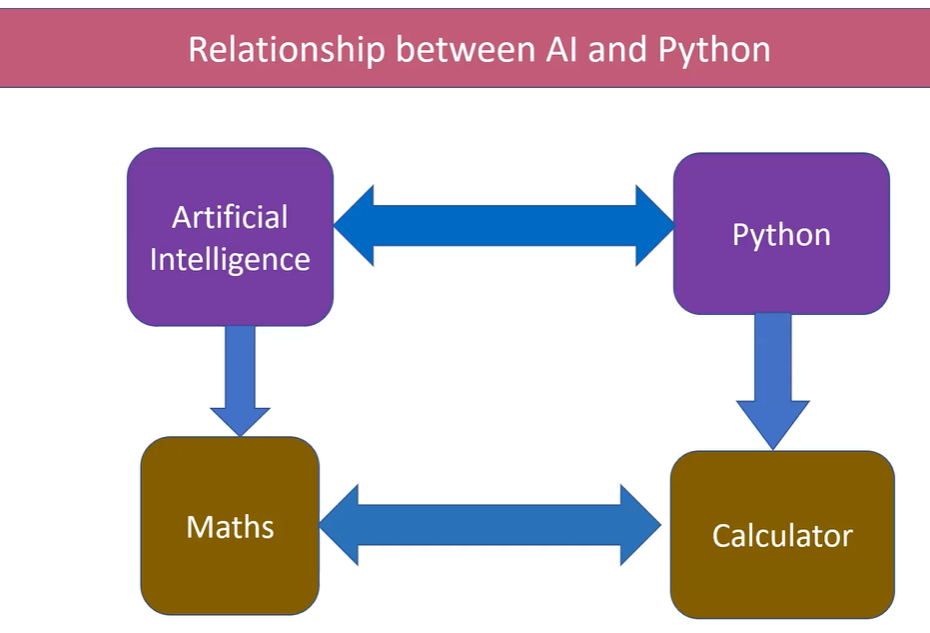 Relationship between AI and Python
Artificial
Intelligence
Python
Maths
Calculator